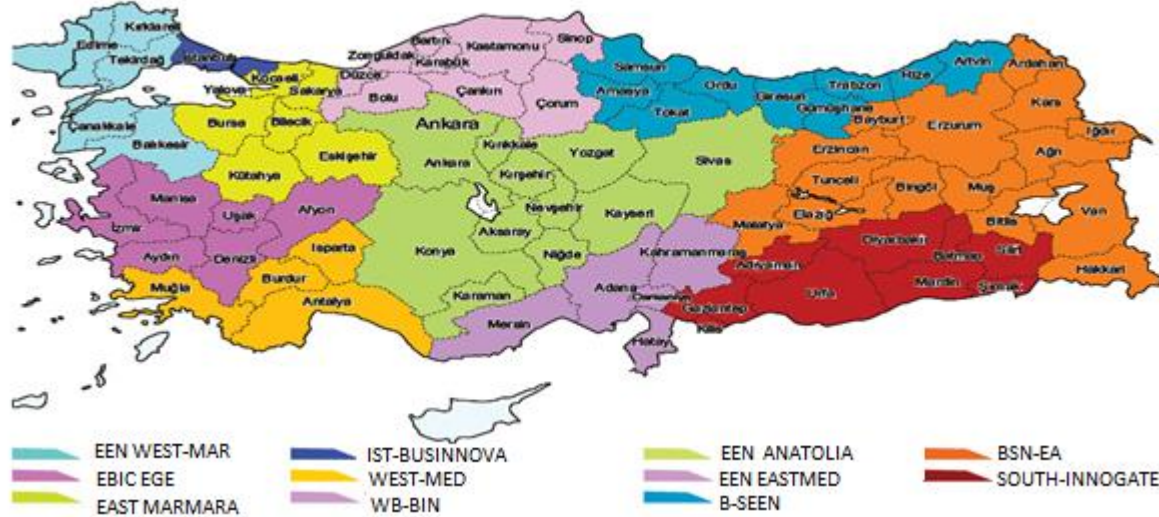 Kırklareli
Edirne
Tekirdağ
İstanbul
Kocaeli
Yalova
Sakarya
Düzce
Zonguldak
Bartın
Karabük
Kastamonu
Sinop
Bolu
Çankırı
Çorum
Samsun
Amasya
Tokat
Ordu
Giresun
Trabzon
Gümüşhane
Rize
Artvin
Ardahan
Kars
Iğdır
Bayburt
Erzurum
Ağrı
Erzincan
Tunceli
Bingöl
Muş
Bitlis
Van
Hakkari
Malatya
Elazığ
Çanakkale
Balıkesir
Bursa
Bilecik
Eskişehir
Kütahya
Ankara
Ankara
Kırıkkale
Yozgat
Sivas
Kırşehir
Nevşehir
Kayseri
Aksaray
Konya
Niğde
Karaman
Manisa
Uşak
Afyon
İzmir
Aydın
Denizli
Isparta
Burdur
Muğla
Antalya
Mersin
Adana
Osmaniye
Kahramanmaraş
Hatay
Adıyaman
Gaziantep
Kilis
Urfa
Diyarbakır
Batman
Siirt
Mardin
Şırnak
EEN WEST-MAR
EBIC EGE
EAST MARMARA
IST-BUSINNOVA
WEST-MED
WB-BIN
EEN ANATOLIA
EEN EASTMED
B-SEEN
BSN-EA
SOUTH-INNOGATE